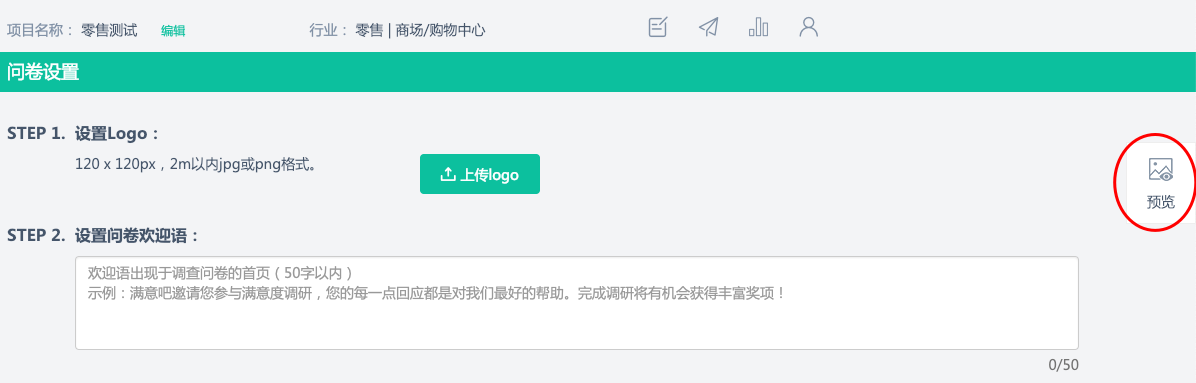 项目名称： 零售测试 编辑 行业： 零售 | 商场/购物中心
问卷设置
STEP 1. 设置Logo：
120 x 120px，2m以内jpg或png格式。
上传logo
预览
STEP 2. 设置问卷欢迎语：
欢迎语出现于调查问卷的首页（50字以内）
示例：满意吧邀请您参与满意度调研，您的每一点回应都是对我们最好的帮助。完成调研将有机会获得丰富奖项！
0/50